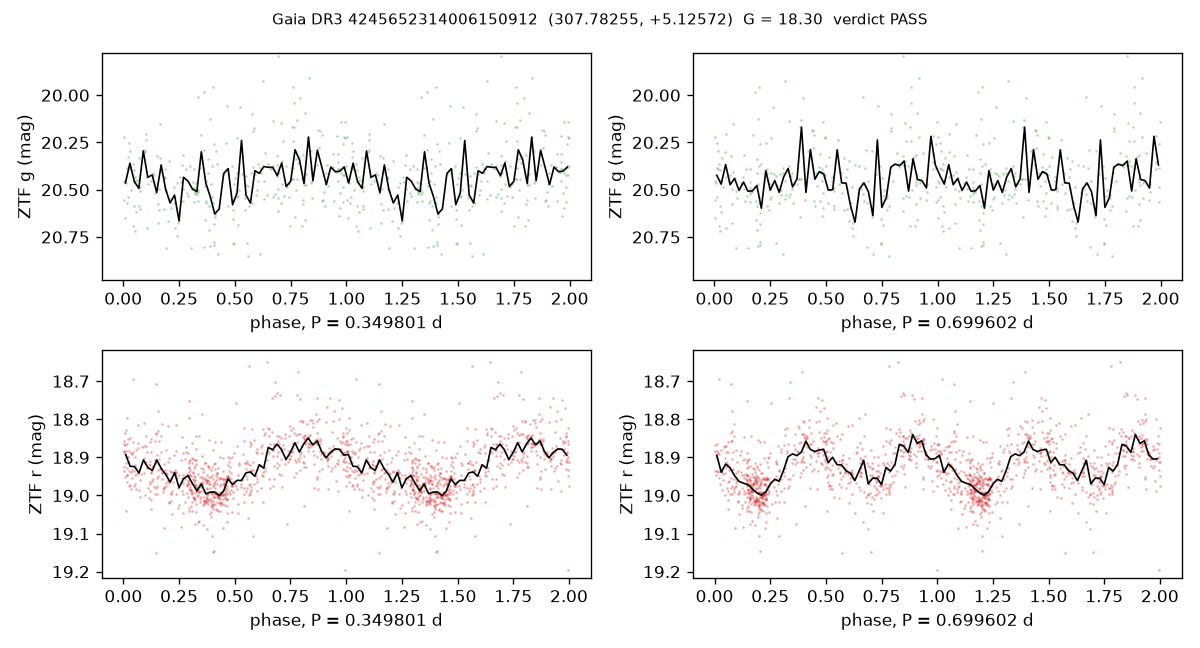 Gaia DR3 4245652314006150912 (307.78255, +5.12572) G = 18.30 verdict PASS
ZTF g (mag)
20.00
20.25
20.50
20.75
0.00 0.25 0.50 0.75 1.00 1.25 1.50 1.75 2.00
phase, P = 0.349801 d
ZTF g (mag)
20.00
20.25
20.50
20.75
0.00 0.25 0.50 0.75 1.00 1.25 1.50 1.75 2.00
phase, P = 0.699602 d
ZTF r (mag)
18.7
18.8
18.9
19.0
19.1
19.2
0.00 0.25 0.50 0.75 1.00 1.25 1.50 1.75 2.00
phase, P = 0.349801 d
ZTF r (mag)
18.7
18.8
18.9
19.0
19.1
19.2
0.00 0.25 0.50 0.75 1.00 1.25 1.50 1.75 2.00
phase, P = 0.699602 d